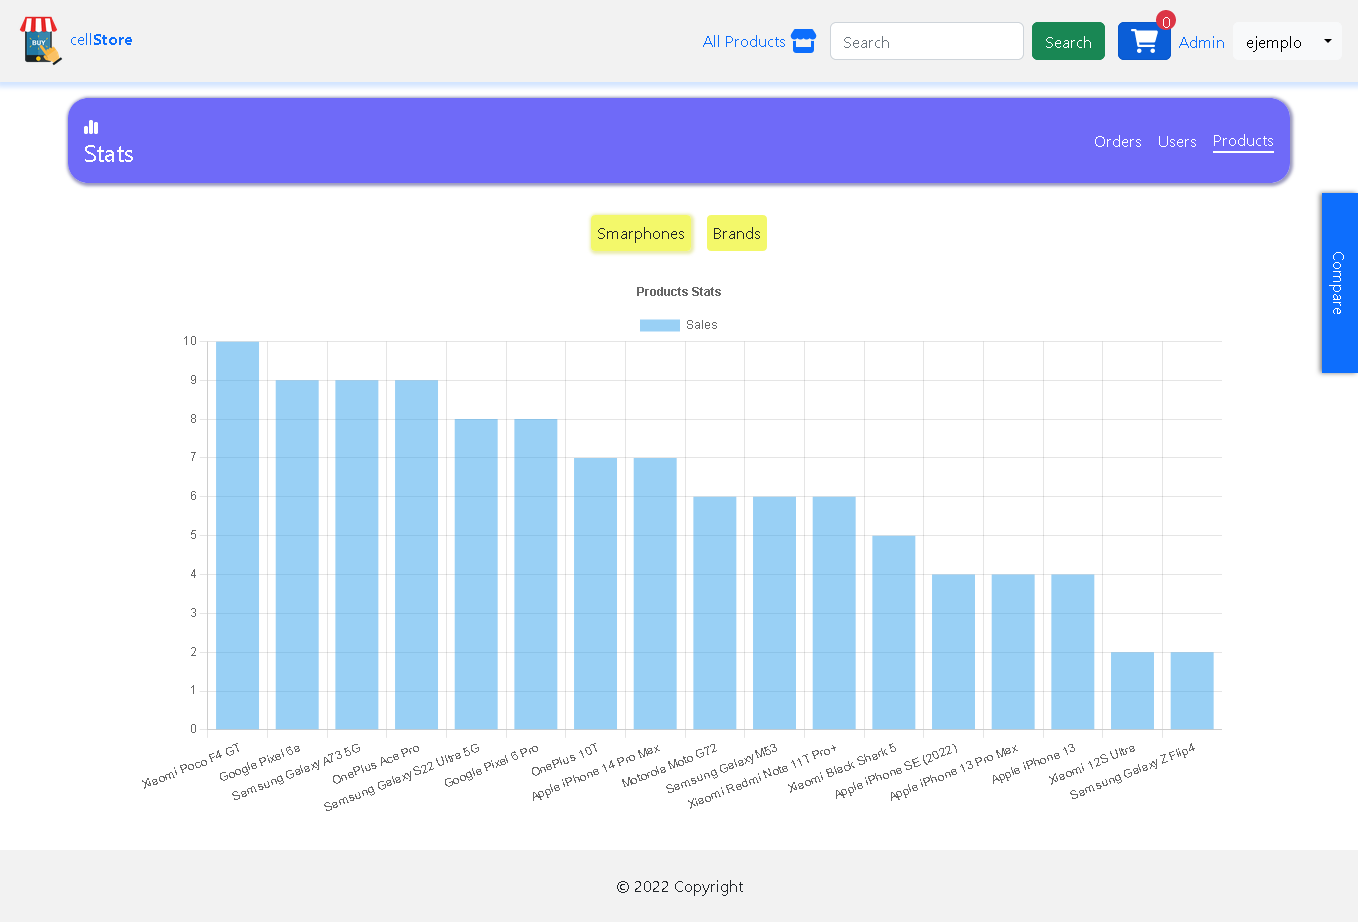 BUY
cellStore
All Products
Search
Search
0
Admin
ejemplo
Stats
Orders
Users
Products
Compare
Smarphones
Brands
Products Stats
Sales
10
9
8
7
6
5
4
3
2
1
0
Xiaomi Poco F4 GT
Google Pixel 6a
Samsung Galaxy A73 5G
OnePlus Ace Pro
Samsung Galaxy S22 Ultra 5G
Google Pixel 6 Pro
OnePlus 10T
Apple iPhone 14 Pro Max
Motorola Moto G72
Samsung Galaxy M53
Xiaomi Redmi Note 11T Pro+
Xiaomi Black Shark 5
Apple iPhone SE (2022)
Apple iPhone 13 Pro Max
Apple iPhone 13
Xiaomi 12S Ultra
Samsung Galaxy Z Flip4
© 2022 Copyright